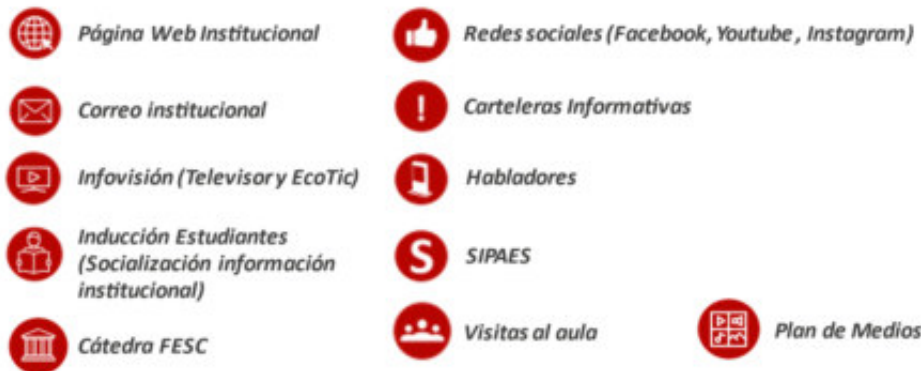 Página Web Institucional
Correo institucional
Infovisión (Televisor y EcoTic)
Inducción Estudiantes
(Socialización información
institucional)
Cátedra FESC
Redes sociales (Facebook, Youtube, Instagram)
!
Carteleras Informativas
Habladores
S
SIPAES
Visitas al aula
Plan de Medios